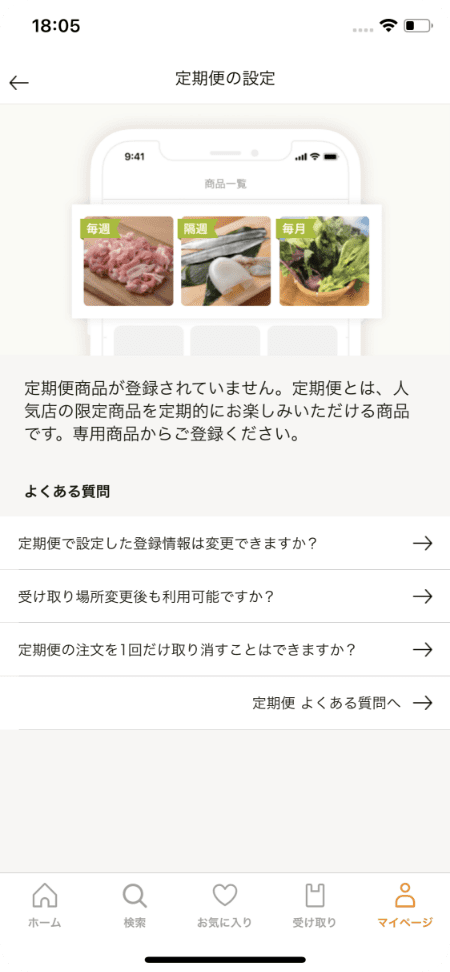 18:05
定期便の設定
9:41
商品一覧
毎週
隔週
毎月
定期便商品が登録されていません。定期便とは、人
気店の限定商品を定期的にお楽しみいただける商品
です。専用商品からご登録ください。
よくある質問
定期便で設定した登録情報は変更できますか？
受け取り場所変更後も利用可能ですか？
定期便の注文を1回だけ取り消すことはできますか？
定期便 よくある質問へ
ホーム
検索
お気に入り
受け取り
マイページ